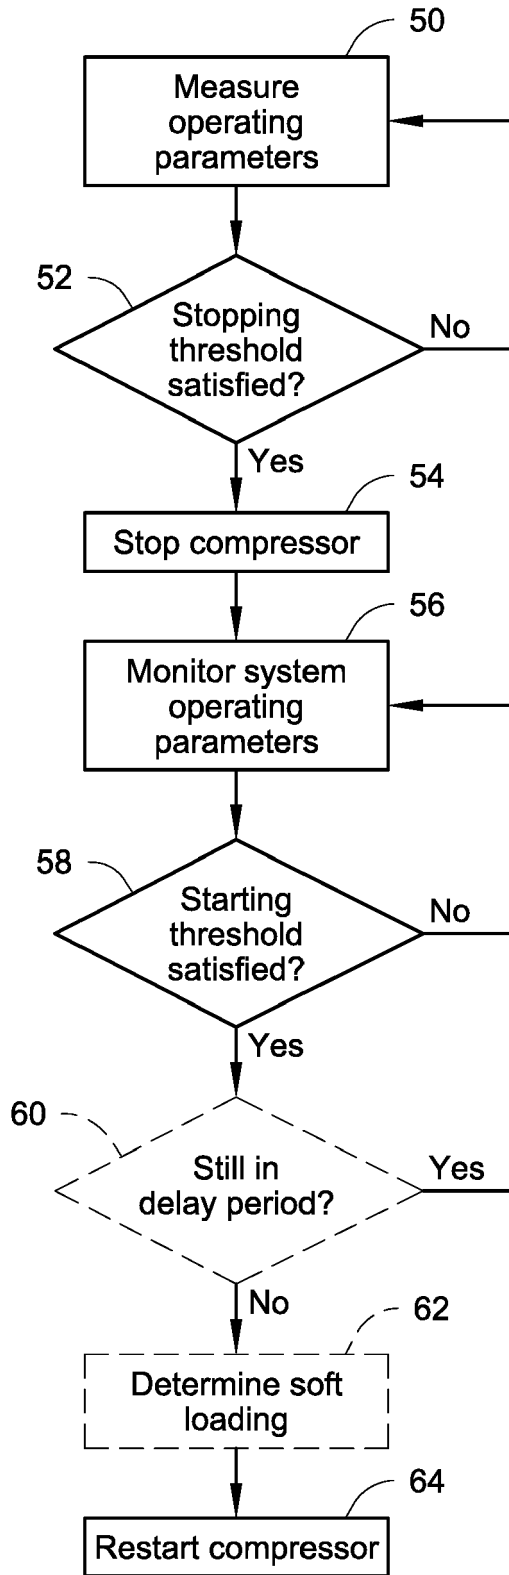 50
Measure
operating
parameters
52
Stopping
threshold
satisfied?
No
Yes
54
Stop compressor
56
Monitor system
operating
parameters
58
Starting
threshold
satisfied?
No
Yes
60
Still in
delay period?
Yes
No
62
Determine soft
loading
64
Restart compressor